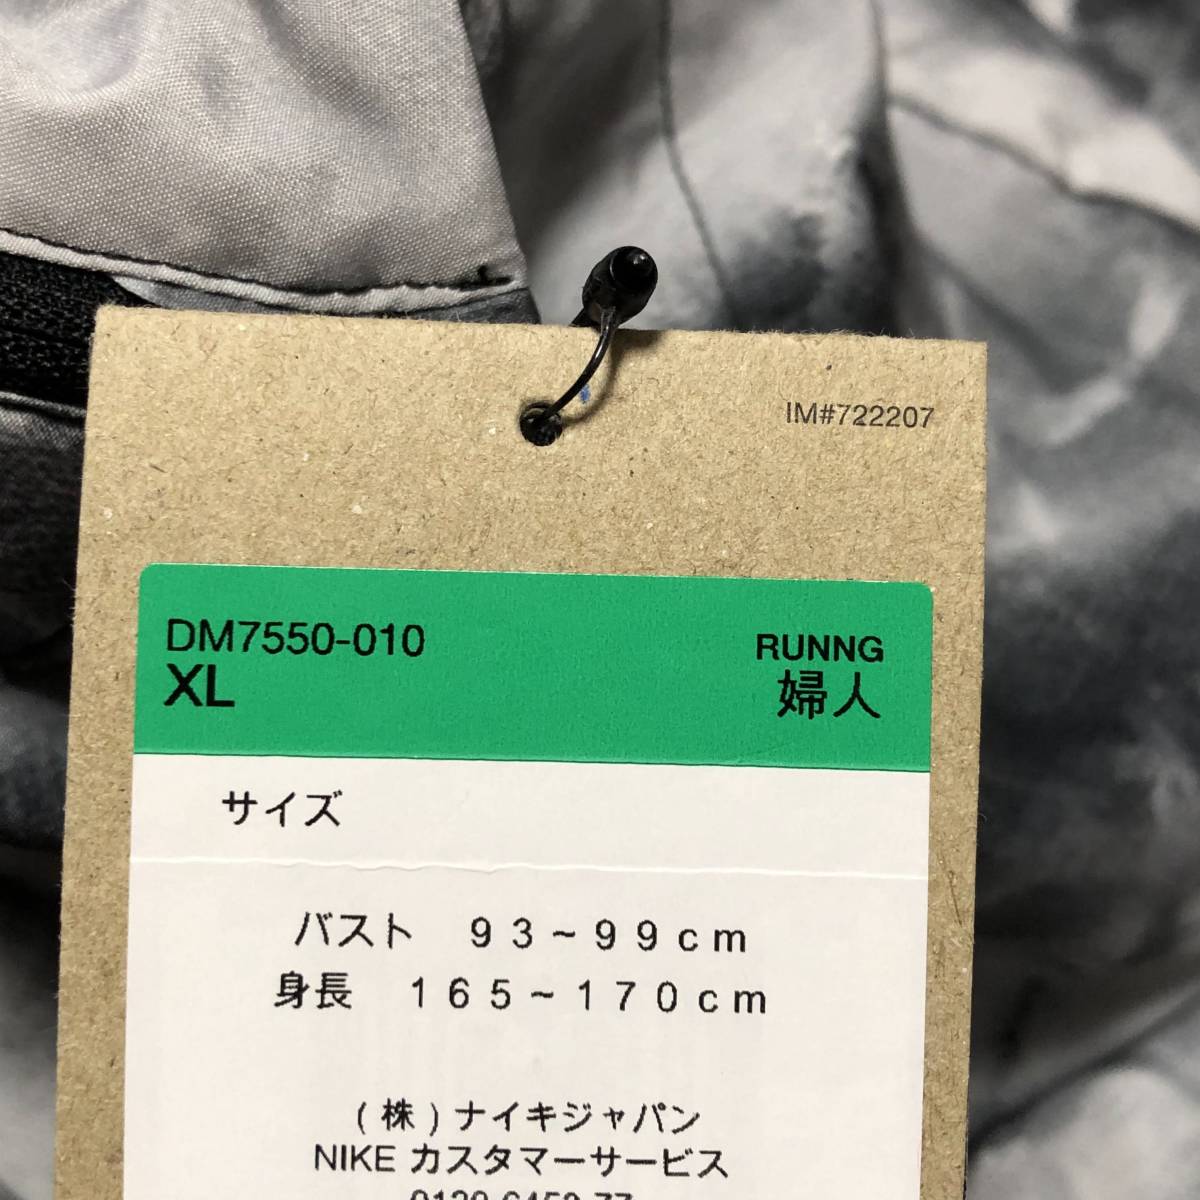 IM#722207
DM7550-010
XL
RUNNG
婦人
サイズ
バスト 93~99cm
身長 165~170cm
(株)ナイキジャパン
NIKE カスタマーサービス